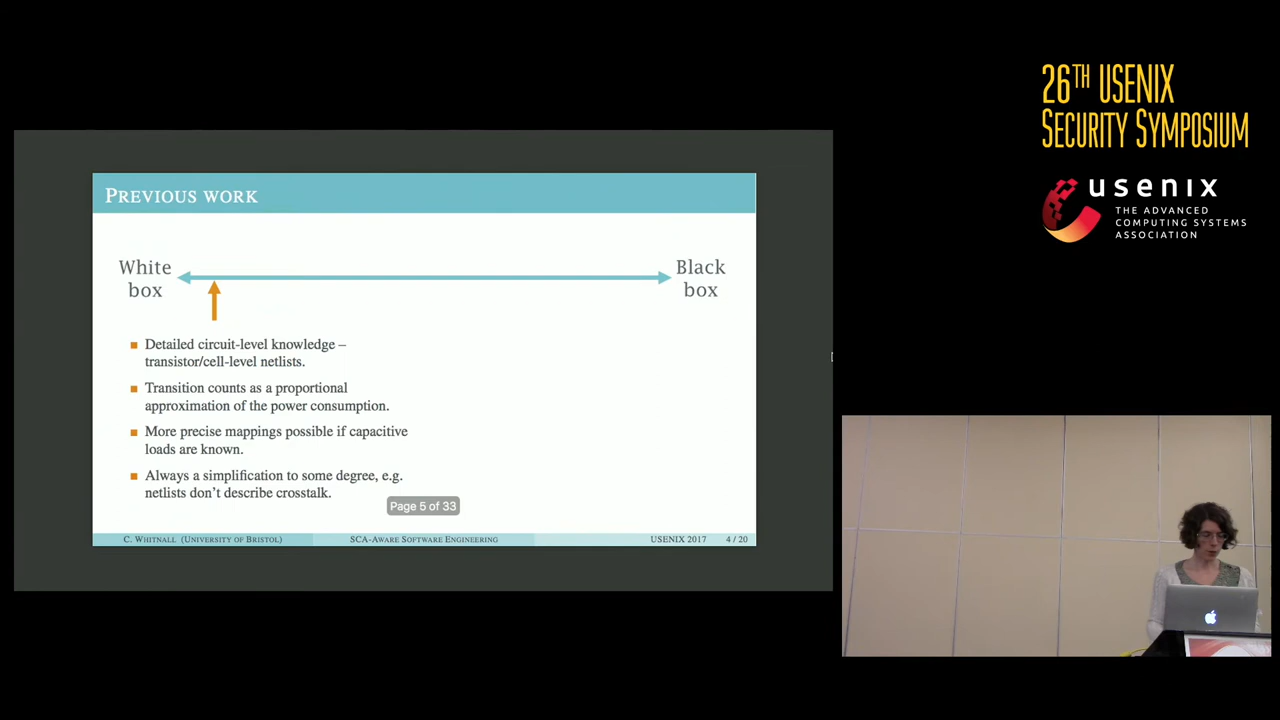 26TH USENIX
SECURITY SYMPOSIUM
usenix
THE ADVANCED
COMPUTING SYSTEMS
ASSOCIATION
PREVIOUS WORK
White
box
Black
box
Detailed circuit-level knowledge –
transistor/cell-level netlists.
Transition counts as a proportional
approximation of the power consumption.
More precise mappings possible if capacitive
loads are known.
Always a simplification to some degree, e.g.
netlists don't describe crosstalk.
Page 5 of 33
C. WHITNALL (UNIVERSITY OF BRISTOL)
SCA-AWARE SOFTWARE ENGINEERING
USENIX 2017 4 / 20